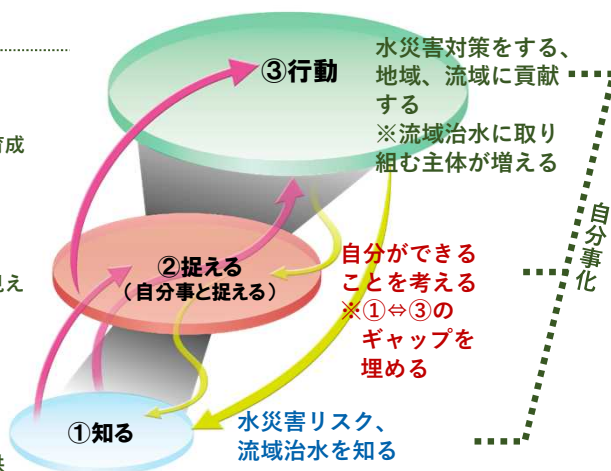 ③行動
水災害対策をする、
地域、流域に貢献
する
※流域治水に取り
組む主体が増える
育成
②捉える
(自分事と捉える)
自分ができる
ことを考える
※①⇔③の
ギャップを
埋める
見え
自分事化
①知る
水災害リスク、
流域治水を知る